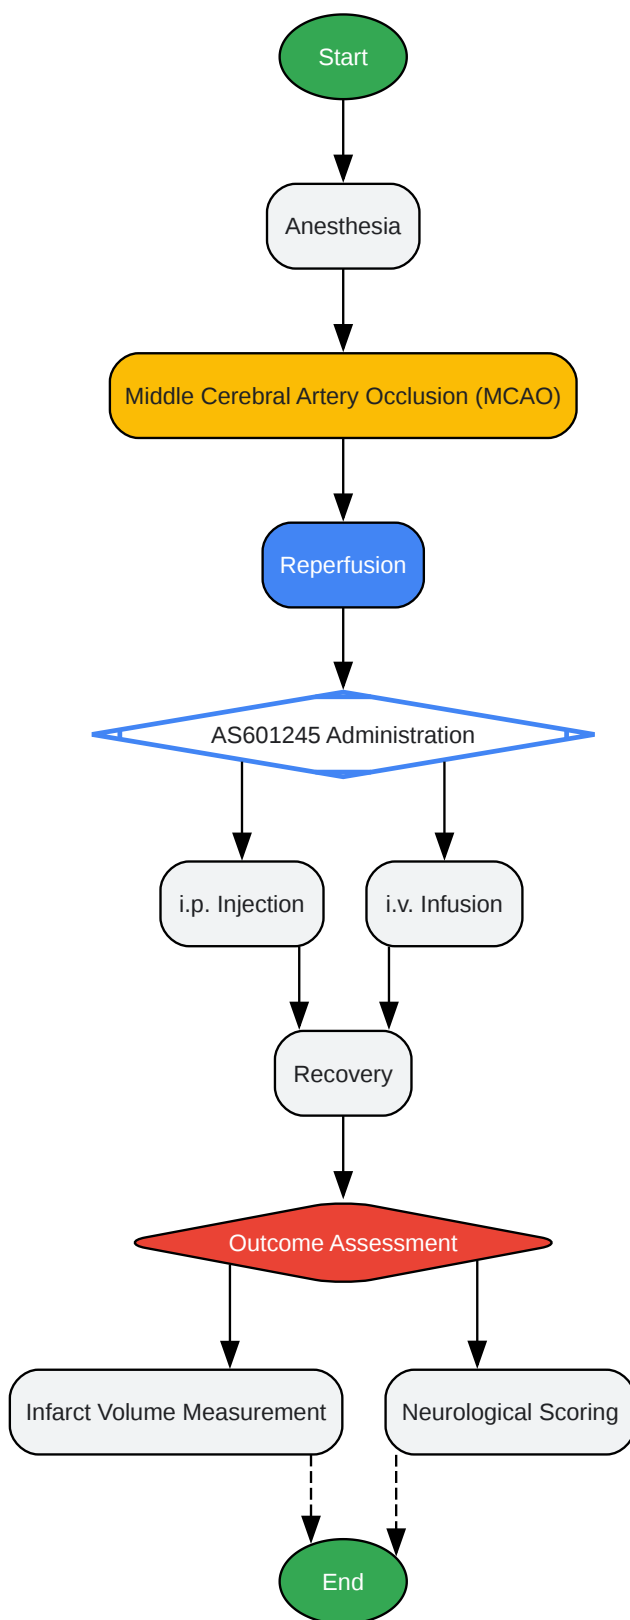 Start
Anesthesia
Middle Cerebral Artery Occlusion (MCAO)
Reperfusion
AS601245 Administration
i.p. Injection
i.v. Infusion
Recovery
Outcome Assessment
Infarct Volume Measurement
Neurological Scoring
End